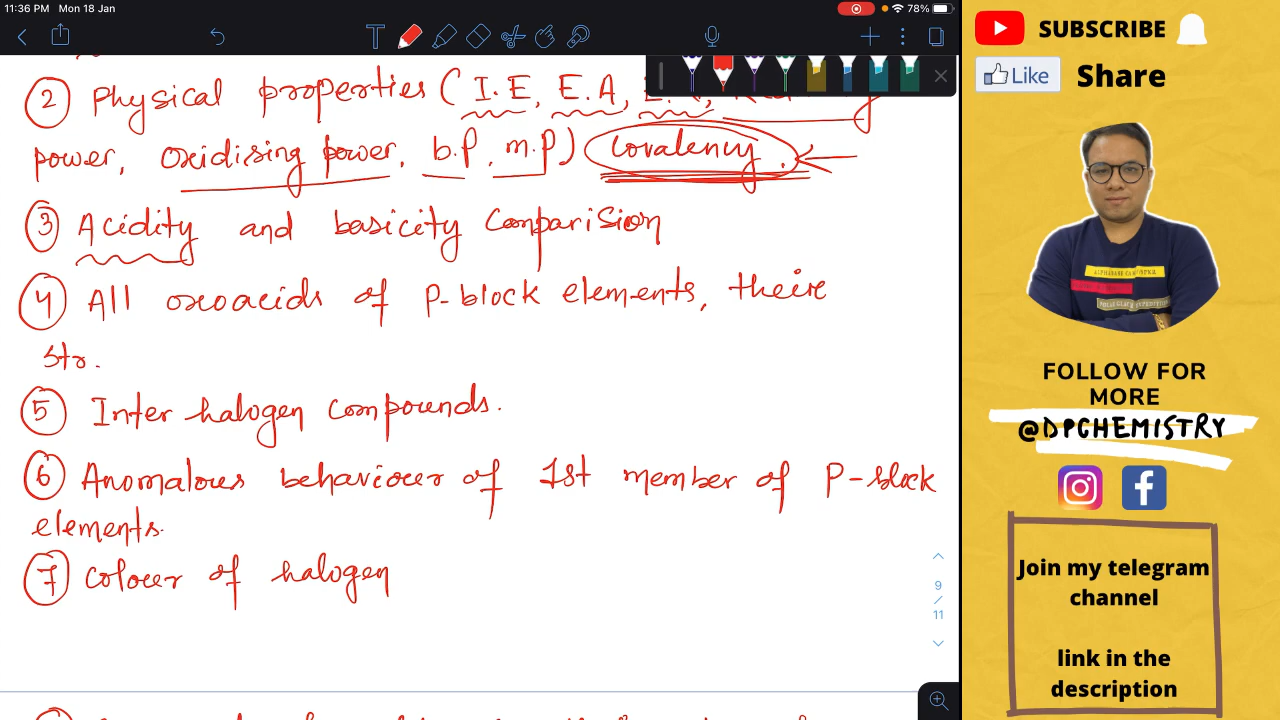 11:36 PM Mon 18 Jan
78%
② Physical properties (I.E, E.A,
power, Oxidising power, b.P, m.P) Covalency.
③ Acidity and basicity Comparision
④ All oxoacids of P-block elements, their
str.
⑤ Inter halogen compounds.
⑥ Anomalous behaviour of 1st member of P-block
elements.
⑦ Colour of halogen
9
/
11
SUBSCRIBE
Like Share
FOLLOW FOR
MORE
@DPCHEMISTRY
Join my telegram
channel
link in the
description